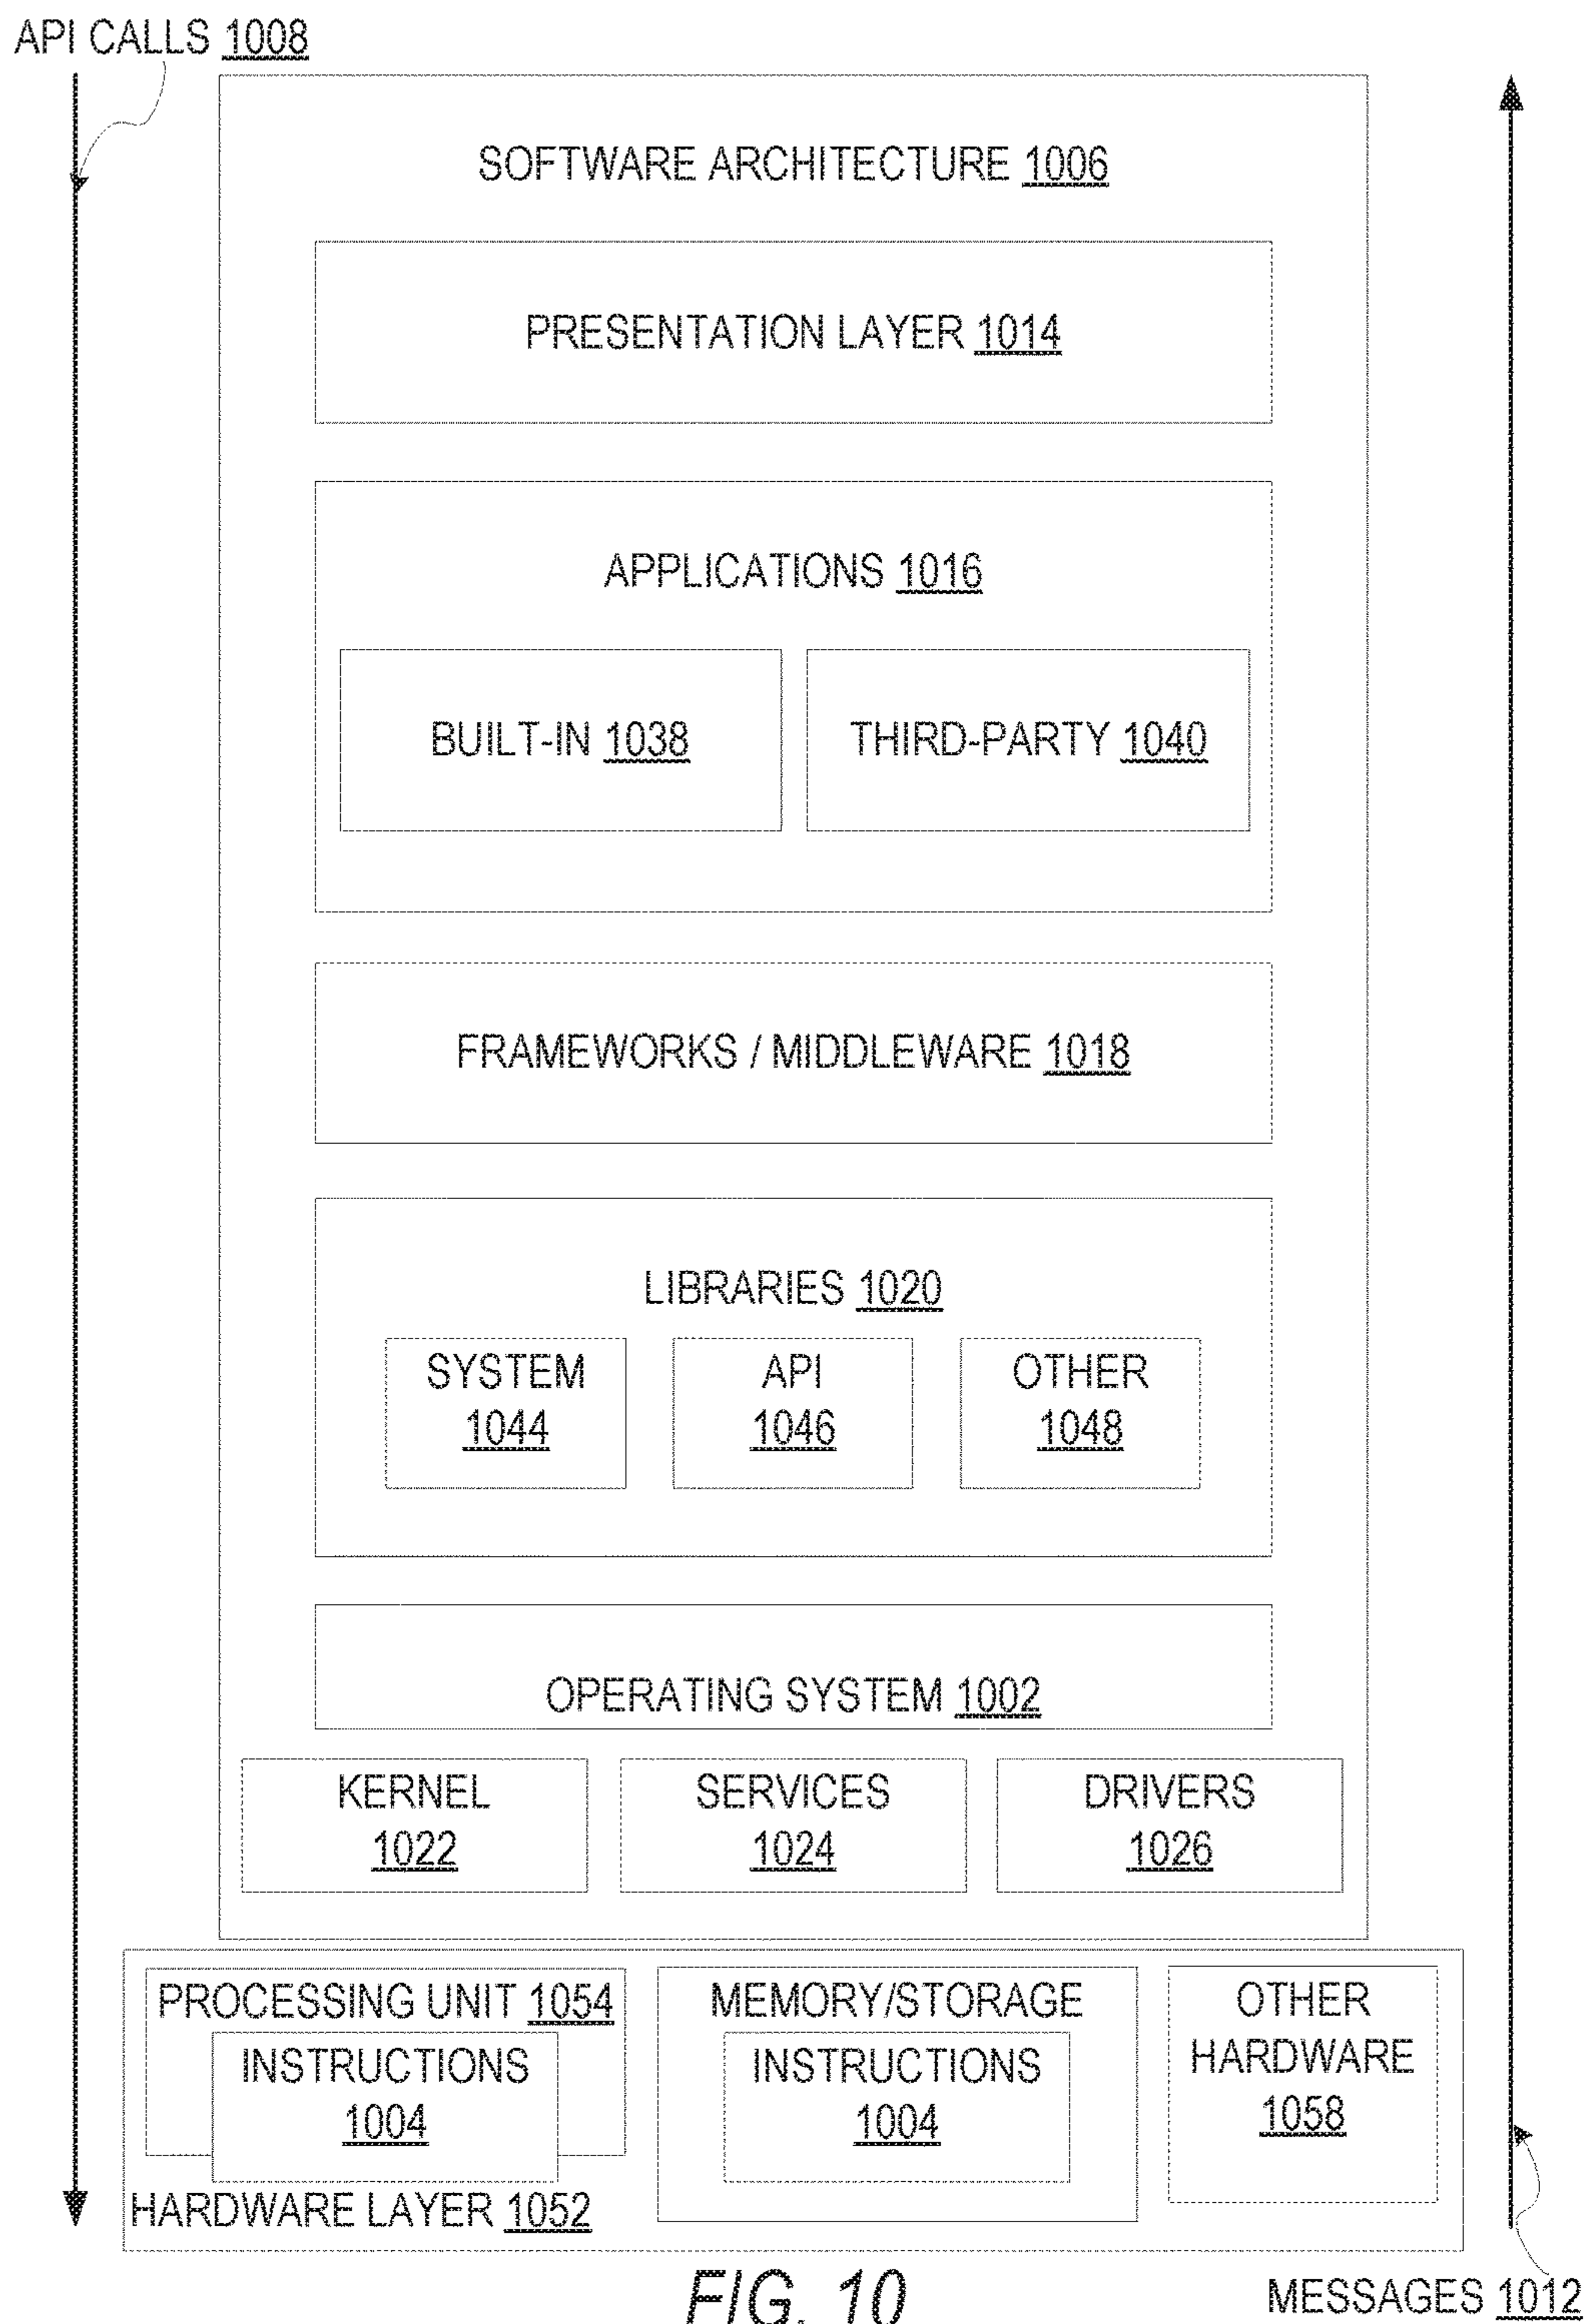 API CALLS 1008
SOFTWARE ARCHITECTURE 1006
PRESENTATION LAYER 1014
APPLICATIONS 1016
BUILT-IN 1038
THIRD-PARTY 1040
FRAMEWORKS / MIDDLEWARE 1018
LIBRARIES 1020
SYSTEM
1044
API
1046
OTHER
1048
OPERATING SYSTEM 1002
KERNEL
1022
SERVICES
1024
DRIVERS
1026
PROCESSING UNIT 1054
INSTRUCTIONS
1004
MEMORY/STORAGE
INSTRUCTIONS
1004
OTHER
HARDWARE
1058
HARDWARE LAYER 1052
FIG. 10
MESSAGES 1012